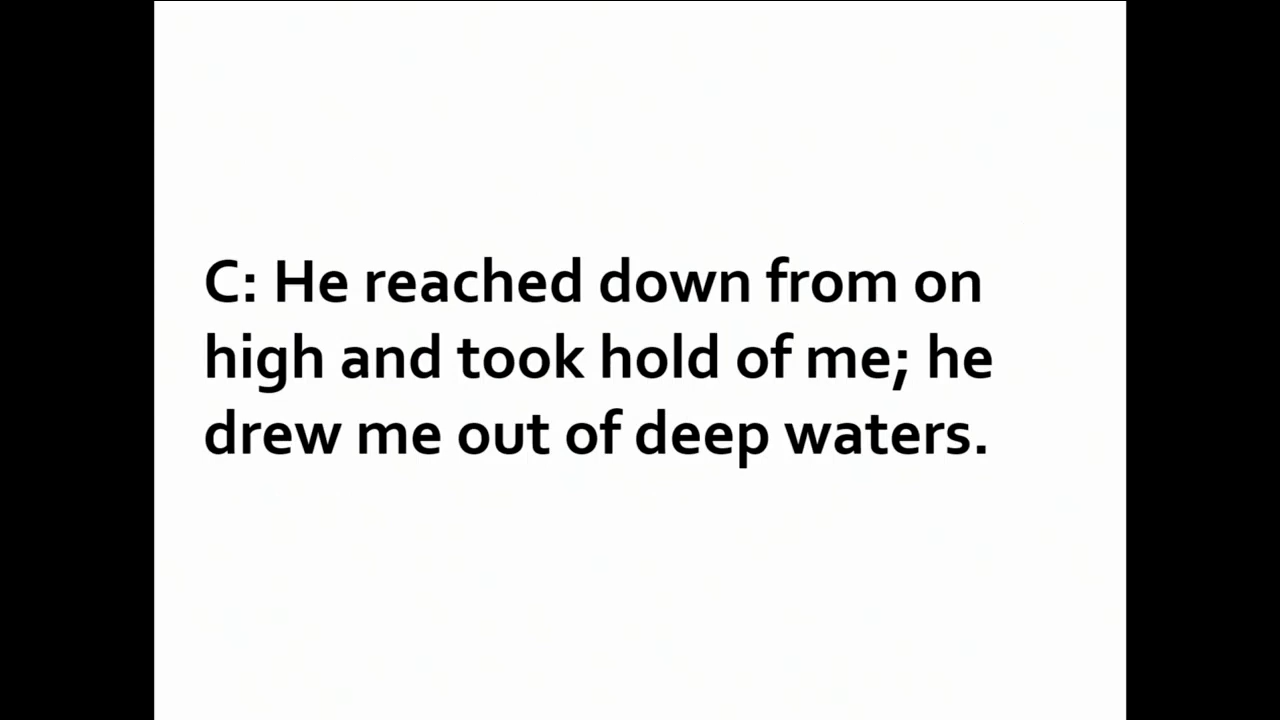 C: He reached down from on
high and took hold of me; he
drew me out of deep waters.